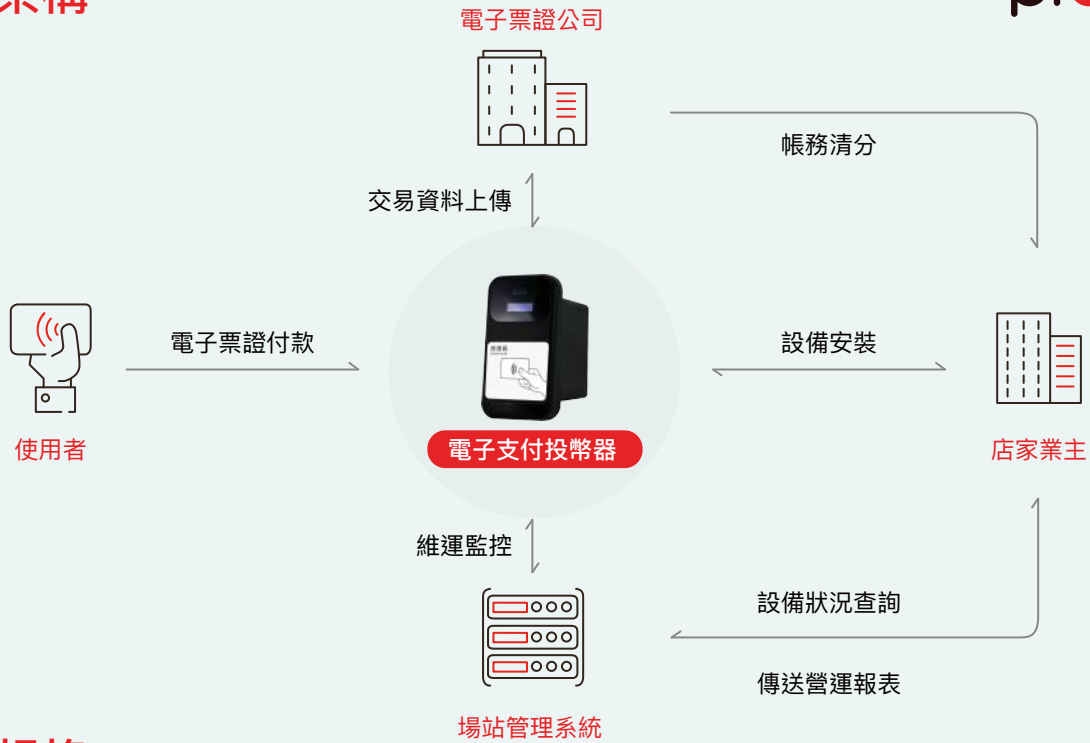 電子票證公司
帳務清分
交易資料上傳
電子票證付款
設備安裝
使用者
電子支付投幣器
店家業主
維運監控
設備狀況查詢
傳送營運報表
場站管理系統